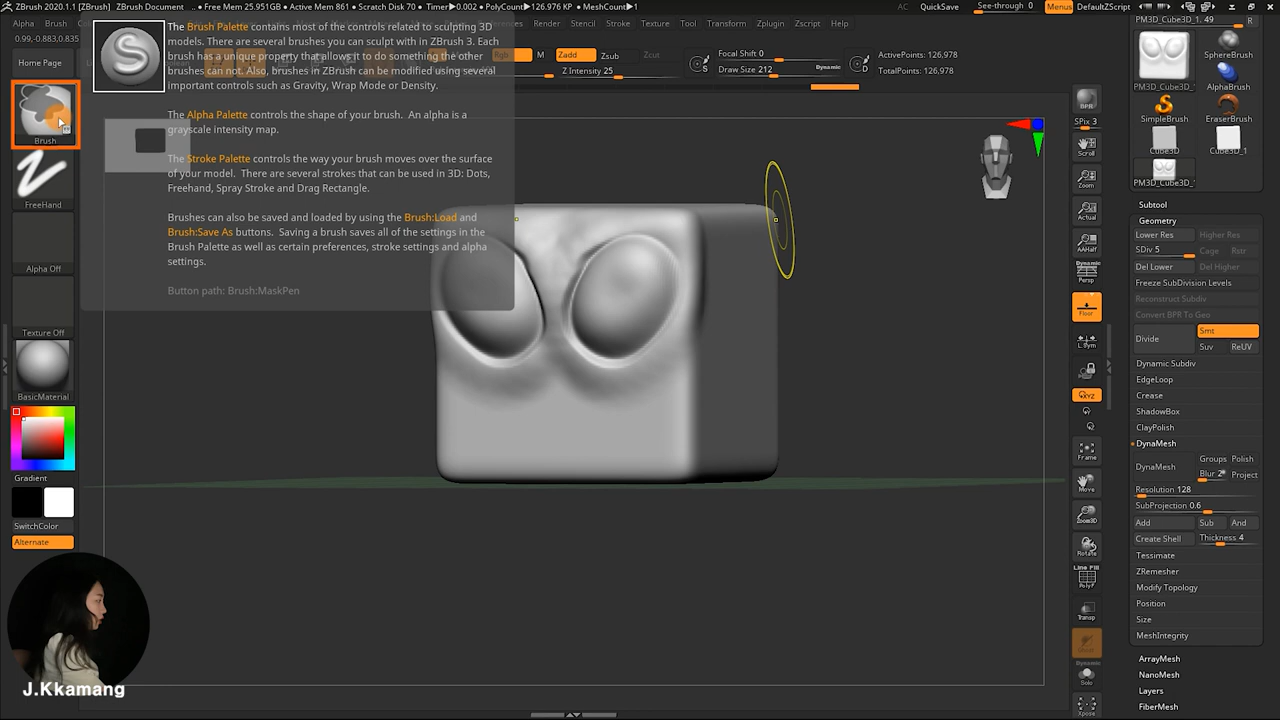 ZBrush 2020.1.1 [ZBrush] ZBrush Document .. ● Free Mem 25.951GB ● Active Mem 861 ● Scratch Disk 70 ● Timer▶0.002 ● PolyCount▶126.976 KP ● MeshCount▶1 AC QuickSave See-through 0 Menus DefaultZScript
Alpha Render Stencil Stroke Texture Tool Transform Zplugin Zscript Help
0.99,-0.883,0.835
Home Page
The Brush Palette contains most of the controls related to sculpting 3D
models. There are several brushes you can sculpt with in ZBrush 3. Each
brush has a unique property that allows it to do something the other
brushes can not. Also, brushes in ZBrush can be modified using several
important controls such as Gravity, Wrap Mode or Density.
The Alpha Palette controls the shape of your brush. An alpha is a
grayscale intensity map.
The Stroke Palette controls the way your brush moves over the surface
of your model. There are several strokes that can be used in 3D: Dots,
Freehand, Spray Stroke and Drag Rectangle.
Brushes can also be saved and loaded by using the Brush:Load and
Brush:Save As buttons. Saving a brush saves all of the settings in the
Brush Palette as well as certain preferences, stroke settings and alpha
settings.
Button path: Brush:MaskPen
Rgb M Zadd Zsub Zcut
Z Intensity 25
S
Focal Shift 0
Draw Size 212 Dynamic
D
ActivePoints: 126,978
TotalPoints: 126,978
Brush
FreeHand
Alpha Off
Texture Off
BasicMaterial
Gradient
SwitchColor
Alternate
J.Kkamang
BPR
SPix 3
Scroll
Zoom
Actual
AAHalf
Dynamic
Persp
Floor
L.Sym
xyz
Frame
Move
Zoom3D
Rotate
Line Fill
PolyF
Transp
Dynamic
Solo
Xpose
PM3D_Cube3D_1. 49
R
PM3D_Cube3D_
SphereBrush
AlphaBrush
SimpleBrush
EraserBrush
Cube3D
Cube3D_1
PM3D_Cube3D_
Subtool
Geometry
Lower Res Higher Res
SDiv 5 Cage Rstr
Del Lower Del Higher
Freeze SubDivision Levels
Reconstruct Subdiv
Convert BPR To Geo
Divide Smt
Suv ReUV
Dynamic Subdiv
EdgeLoop
Crease
ShadowBox
ClayPolish
DynaMesh
Groups Polish
DynaMesh
Blur 2 Project
Resolution 128
SubProjection 0.6
Add Sub And
Create Shell Thickness 4
Tessimate
ZRemesher
Modify Topology
Position
Size
MeshIntegrity
ArrayMesh
NanoMesh
Layers
FiberMesh